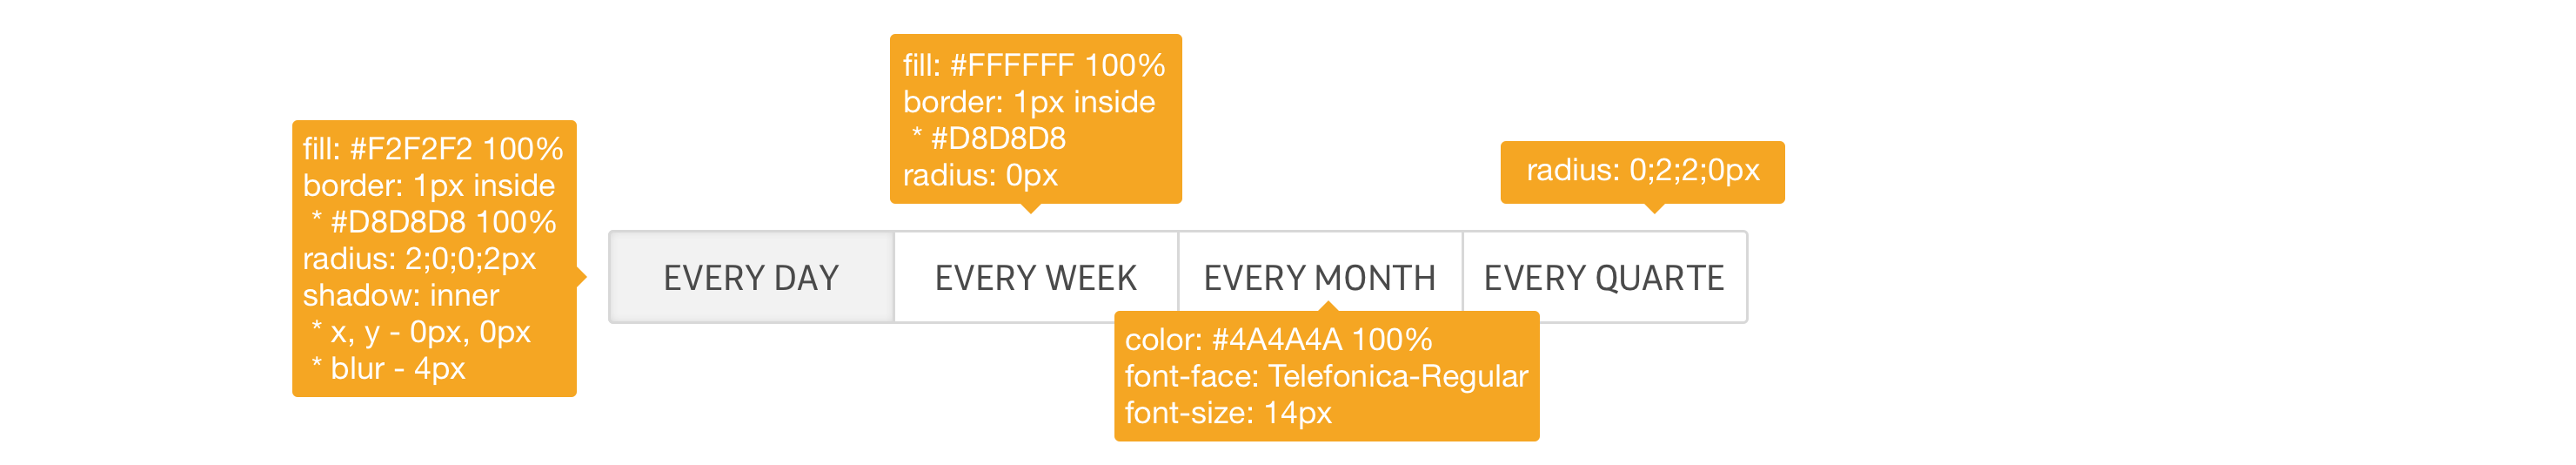 fill: #FFFFFF 100%
border: 1px inside
* #D8D8D8
radius: 0px
fill: #F2F2F2 100%
border: 1px inside
* #D8D8D8 100%
radius: 2;0;0;2px
shadow: inner
* x, y - 0px, 0px
* blur - 4px
radius: 0;2;2;0px
EVERY DAY
EVERY WEEK
EVERY MONTH
EVERY QUARTE
color: #4A4A4A 100%
font-face: Telefonica-Regular
font-size: 14px